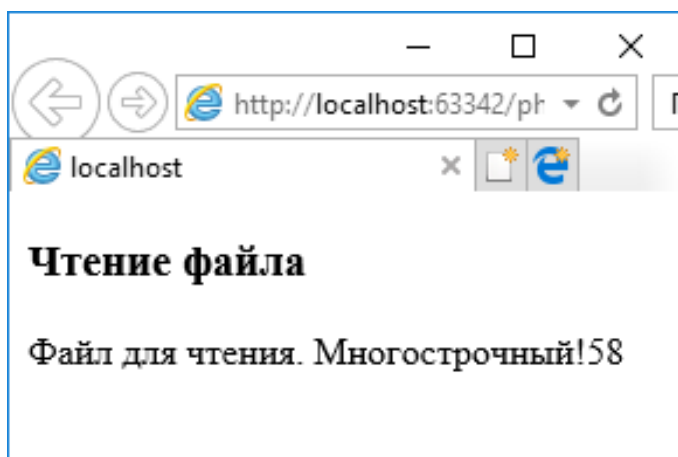 http://localhost:63342/ph
localhost
Чтение файла
Файл для чтения. Многострочный!58